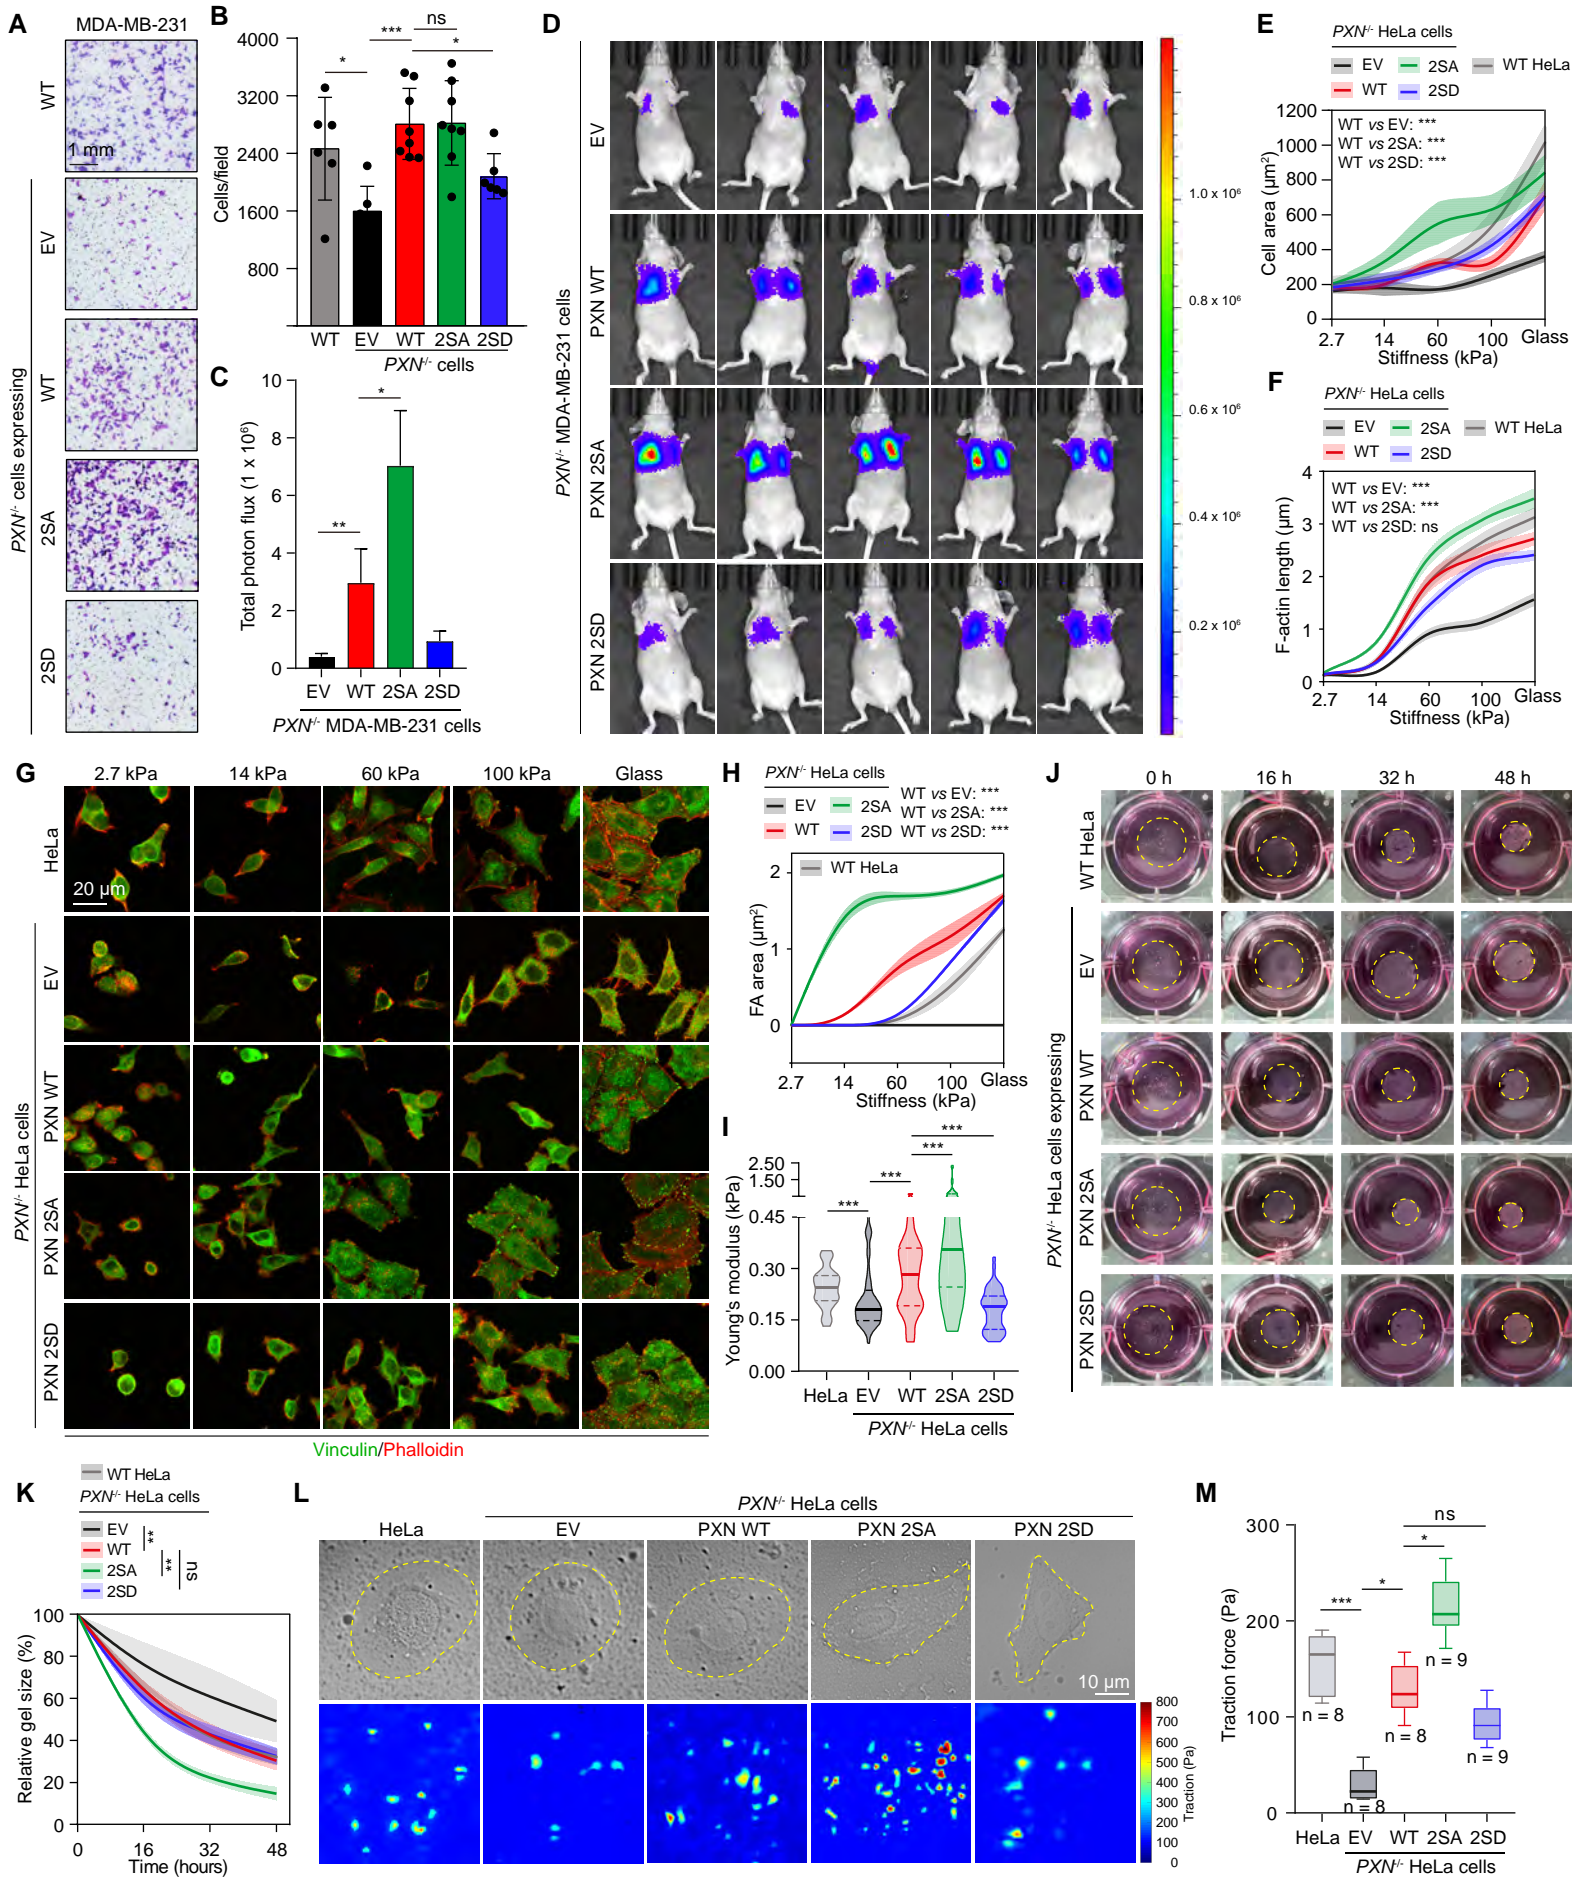 A
MDA-MB-231
WT
1 mm
EV
WT
2SA
2SD
PXN-/- cells expressing
B
4000
3200
2400
1600
800
Cells/field
*
***
ns
*
WT
EV
WT
2SA
2SD
PXN-/- cells
C
10
8
6
4
2
0
Total photon flux (1 x 10⁶)
**
*
EV
WT
2SA
2SD
PXN-/- MDA-MB-231 cells
D
EV
PXN WT
PXN 2SA
PXN 2SD
PXN-/- MDA-MB-231 cells
1.0 x 10⁶
0.8 x 10⁶
0.6 x 10⁶
0.4 x 10⁶
0.2 x 10⁶
E
PXN-/- HeLa cells
EV
2SA
WT HeLa
WT
2SD
1200
1000
800
600
400
200
0
Cell area (µm²)
WT vs EV: ***
WT vs 2SA: ***
WT vs 2SD: ***
2.7
14
60
100
Glass
Stiffness (kPa)
F
PXN-/- HeLa cells
EV
2SA
WT HeLa
WT
2SD
4
3
2
1
0
F-actin length (µm)
WT vs EV: ***
WT vs 2SA: ***
WT vs 2SD: ns
2.7
14
60
100
Glass
Stiffness (kPa)
G
2.7 kPa
14 kPa
60 kPa
100 kPa
Glass
HeLa
20 µm
EV
PXN WT
PXN 2SA
PXN 2SD
PXN-/- HeLa cells
Vinculin/Phalloidin
H
PXN-/- HeLa cells
EV
2SA
WT
2SD
WT vs EV: ***
WT vs 2SA: ***
WT vs 2SD: ***
WT HeLa
2
1
0
FA area (µm²)
2.7
14
60
100
Glass
Stiffness (kPa)
I
2.50
1.50
0.45
0.30
0.15
0.00
Young's modulus (kPa)
***
***
***
***
HeLa
EV
WT
2SA
2SD
PXN-/- HeLa cells
J
0 h
16 h
32 h
48 h
WT HeLa
EV
PXN WT
PXN 2SA
PXN 2SD
PXN-/- HeLa cells expressing
K
WT HeLa
PXN-/- HeLa cells
EV
WT
2SA
2SD
**
**
ns
100
80
60
40
20
0
Relative gel size (%)
0
16
32
48
Time (hours)
L
PXN-/- HeLa cells
HeLa
EV
PXN WT
PXN 2SA
PXN 2SD
10 µm
800
700
600
500
400
300
200
100
0
Traction (Pa)
M
300
200
100
0
Traction force (Pa)
***
*
*
ns
n = 8
n = 8
n = 8
n = 9
n = 9
HeLa
EV
WT
2SA
2SD
PXN-/- HeLa cells